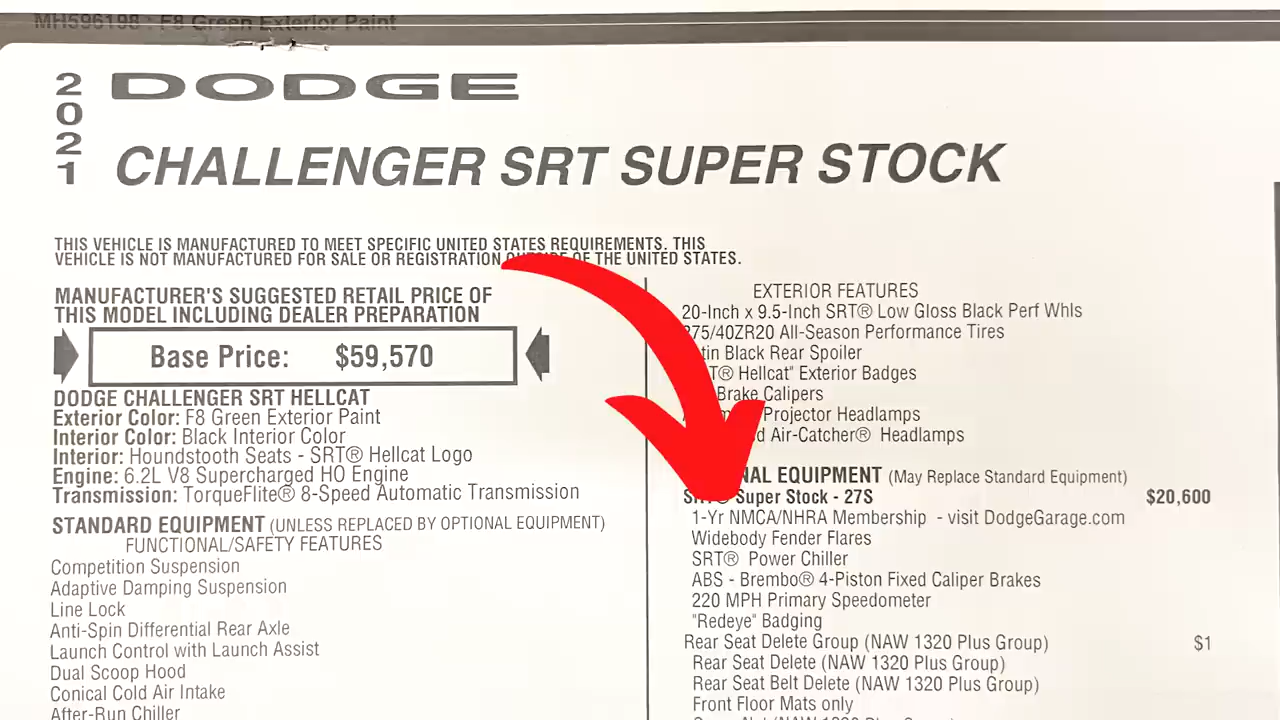 MH596198 - F8 Green Exterior Paint
2021
DODGE
CHALLENGER SRT SUPER STOCK
THIS VEHICLE IS MANUFACTURED TO MEET SPECIFIC UNITED STATES REQUIREMENTS. THIS
VEHICLE IS NOT MANUFACTURED FOR SALE OR REGISTRATION OF THE UNITED STATES.
MANUFACTURER'S SUGGESTED RETAIL PRICE OF
THIS MODEL INCLUDING DEALER PREPARATION
Base Price: $59,570
DODGE CHALLENGER SRT HELLCAT
Exterior Color: F8 Green Exterior Paint
Interior Color: Black Interior Color
Interior: Houndstooth Seats - SRT® Hellcat Logo
Engine: 6.2L V8 Supercharged HO Engine
Transmission: TorqueFlite® 8-Speed Automatic Transmission
STANDARD EQUIPMENT (UNLESS REPLACED BY OPTIONAL EQUIPMENT)
FUNCTIONAL/SAFETY FEATURES
Competition Suspension
Adaptive Damping Suspension
Line Lock
Anti-Spin Differential Rear Axle
Launch Control with Launch Assist
Dual Scoop Hood
Conical Cold Air Intake
After-Run Chiller
EXTERIOR FEATURES
20-Inch x 9.5-Inch SRT® Low Gloss Black Perf Whls
275/40ZR20 All-Season Performance Tires
Black Rear Spoiler
Hellcat" Exterior Badges
Brake Calipers
Projector Headlamps
Air-Catcher® Headlamps
EQUIPMENT (May Replace Standard Equipment)
SRT® Super Stock - 27S $20,600
1-Yr NMCA/NHRA Membership - visit DodgeGarage.com
Widebody Fender Flares
SRT® Power Chiller
ABS - Brembo® 4-Piston Fixed Caliper Brakes
220 MPH Primary Speedometer
"Redeye" Badging
Rear Seat Delete Group (NAW 1320 Plus Group) $1
Rear Seat Delete (NAW 1320 Plus Group)
Rear Seat Belt Delete (NAW 1320 Plus Group)
Front Floor Mats only